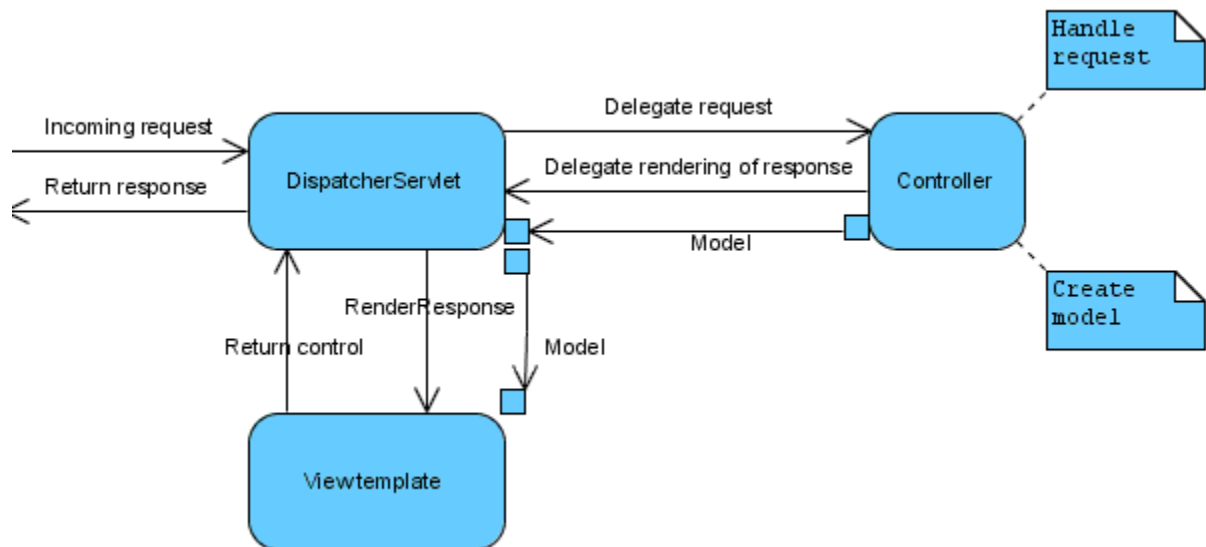 Handle
request
Incoming request
Delegate request
Return response
DispatcherServlet
Delegate rendering of response
Controller
Model
RenderResponse
Return control
Model
Create
model
Viewtemplate